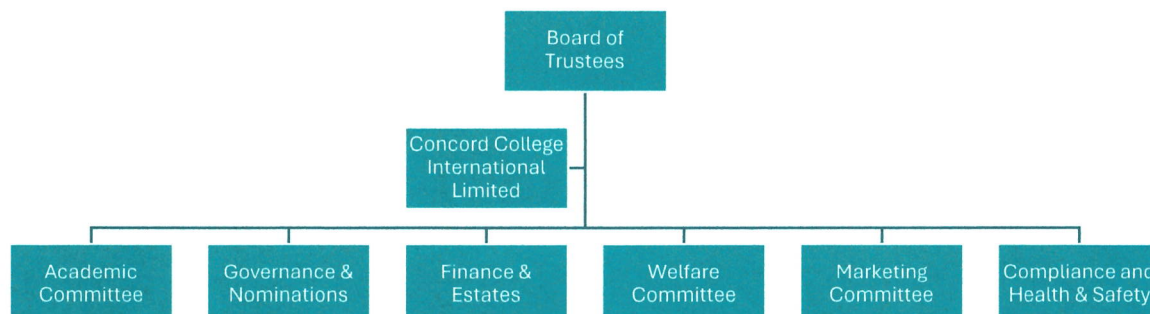 Board of
Trustees
Concord College
International
Limited
Academic
Committee
Governance &
Nominations
Finance &
Estates
Welfare
Committee
Marketing
Committee
Compliance and
Health & Safety